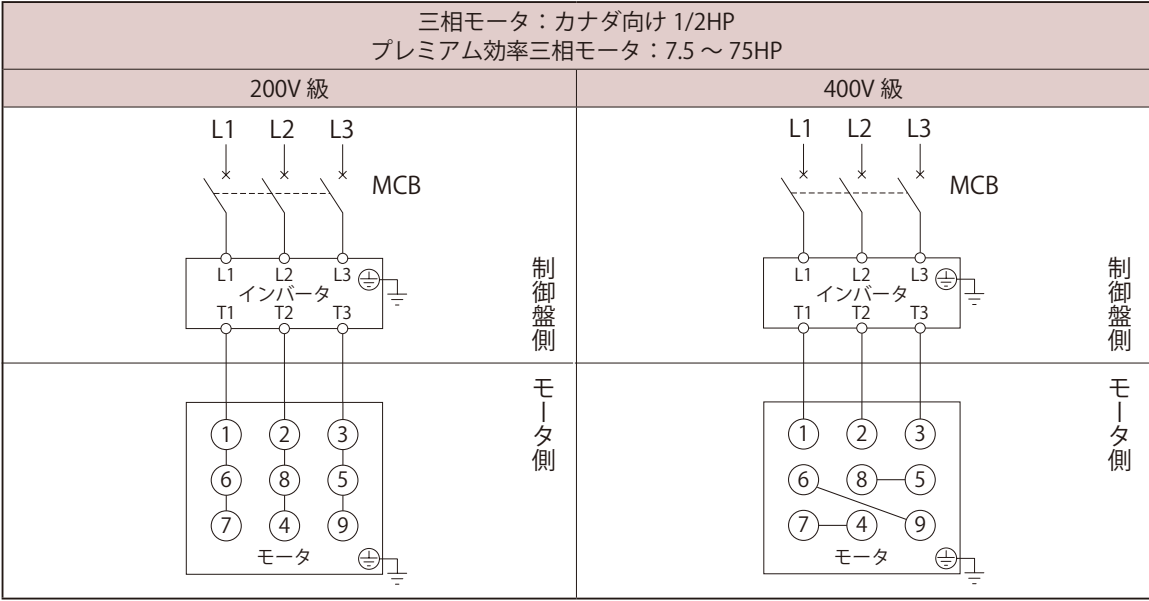 三相モータ：カナダ向け 1/2HP
プレミアム効率三相モータ：7.5 ～ 75HP
200V 級
400V 級
L1 L2 L3
MCB
L1 L2 L3
インバータ
T1 T2 T3
制御盤側
モータ側
1 2 3
6 8 5
7 4 9
モータ
L1 L2 L3
MCB
L1 L2 L3
インバータ
T1 T2 T3
制御盤側
モータ側
1 2 3
6 8 5
7 4 9
モータ